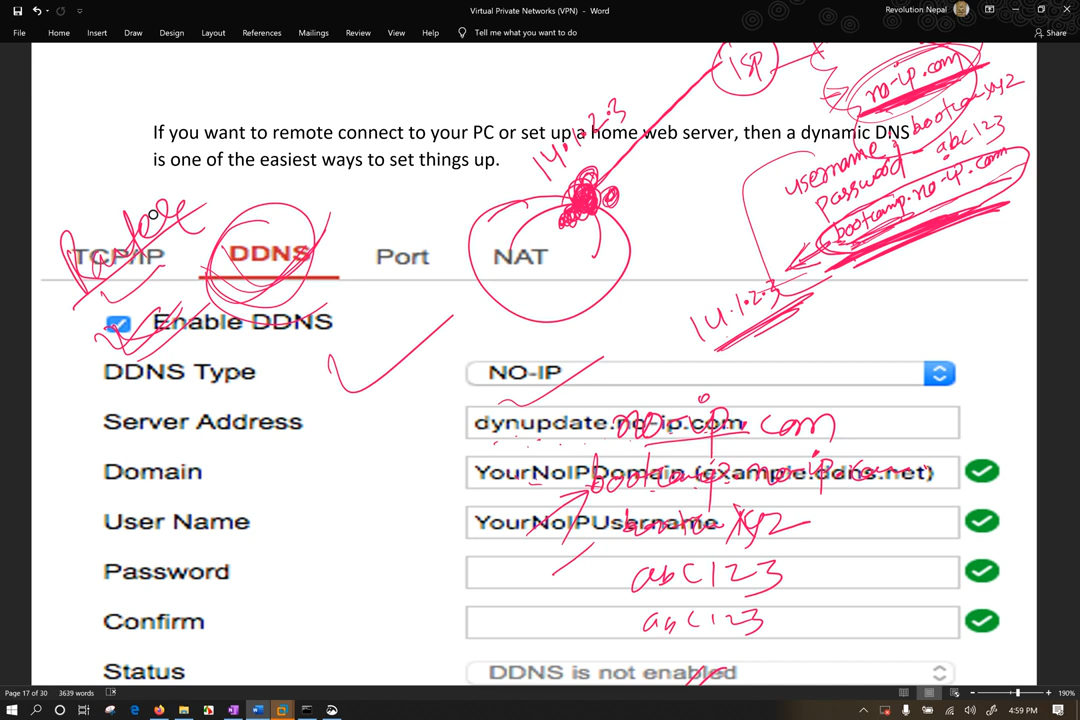 Virtual Private Networks (VPN) - Word
Revolution Nepal
File Home Insert Draw Design Layout References Mailings Review View Help Tell me what you want to do Share
ISP
no-ip.com
If you want to remote connect to your PC or set up a home web server, then a dynamic DNS
is one of the easiest ways to set things up.
14.1.2.3
username: bootcamxyz
password - abc123
bootcamp.no-ip.com
14.1.2.3
TCP/IP DDNS Port NAT
Enable DDNS
DDNS Type NO-IP
Server Address dynupdate.no-ip.com
no-ip.com
Domain YourNoIPDomain (example.ddns.net)
bootcamp.no-ip.com
User Name YourNoIPUsername
Password abc123
Confirm abc123
Status DDNS is not enabled
Page 17 of 30 3639 words 190%
4:59 PM